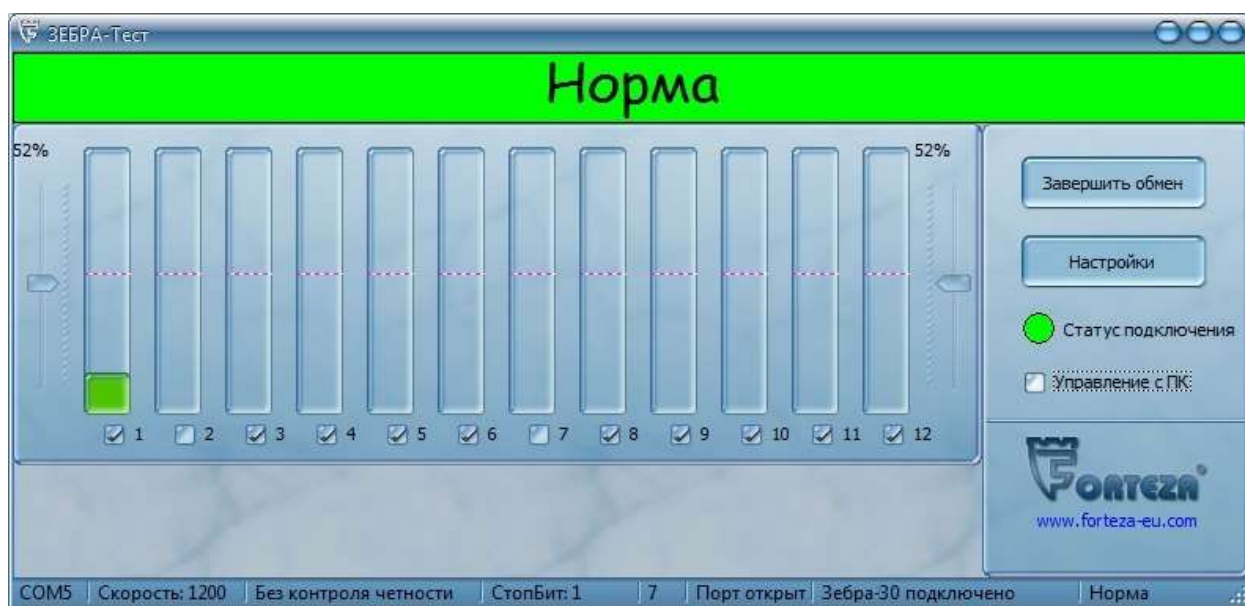 ЗЕБРА-Тест
Норма
52%
52%
Завершить обмен
Настройки
Статус подключения
Управление с ПК
1 2 3 4 5 6 7 8 9 10 11 12
FORTEZA
www.forteza-eu.com
COM5 Скорость: 1200 Без контроля четности СтопБит: 1 7 Порт открыт Зебра-30 подключено Норма